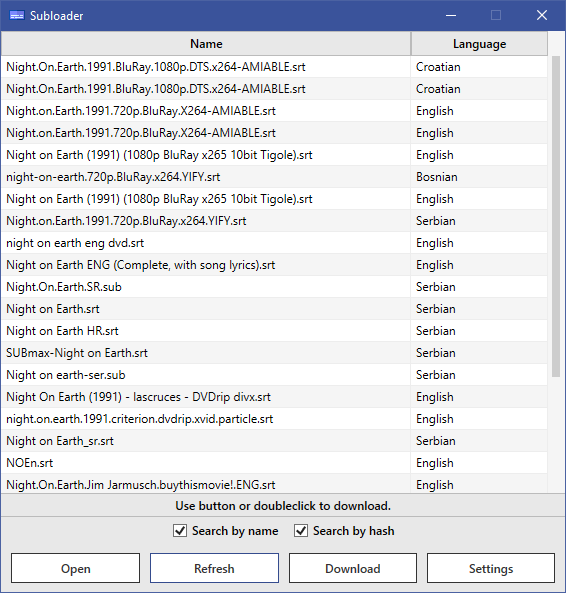 Subloader
Name Language
Night.On.Earth.1991.BluRay.1080p.DTS.x264-AMIABLE.srt Croatian
Night.On.Earth.1991.BluRay.1080p.DTS.x264-AMIABLE.srt Croatian
Night.on.Earth.1991.720p.BluRay.X264-AMIABLE.srt English
Night.on.Earth.1991.720p.BluRay.X264-AMIABLE.srt English
Night on Earth (1991) (1080p BluRay x265 10bit Tigole).srt English
night-on-earth.720p.BluRay.x264.YIFY.srt Bosnian
Night on Earth (1991) (1080p BluRay x265 10bit Tigole).srt English
Night.on.Earth.1991.720p.BluRay.x264.YIFY.srt Serbian
night on earth eng dvd.srt English
Night on Earth ENG (Complete, with song lyrics).srt English
Night.On.Earth.SR.sub Serbian
Night on Earth.srt Serbian
Night on Earth HR.srt Serbian
SUBmax-Night on Earth.srt Serbian
Night on earth-ser.sub Serbian
Night On Earth (1991) - lascruces - DVDrip divx.srt English
night.on.earth.1991.criterion.dvdrip.xvid.particle.srt English
Night on Earth_sr.srt Serbian
NOEn.srt English
Night.On.Earth.Jim Jarmusch.buythismovie!.ENG.srt English
Use button or doubleclick to download.
Search by name Search by hash
Open Refresh Download Settings